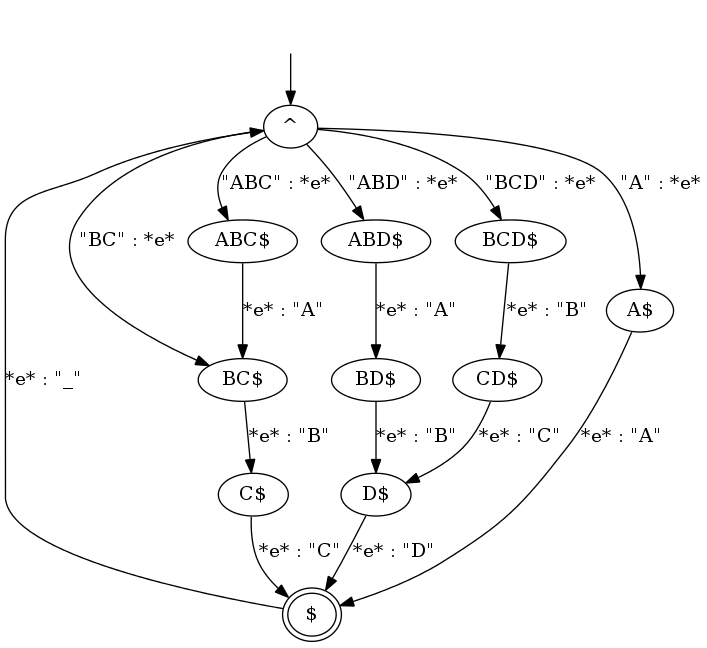 ^
"ABC" : *e* "ABD" : *e* "BCD" : *e* "A" : *e*
"BC" : *e* ABC$ ABD$ BCD$
*e* : "A" *e* : "A" *e* : "B" A$
*e* : "_" BC$ BD$ CD$
*e* : "B" *e* : "B" *e* : "C" *e* : "A"
C$ D$
*e* : "C" *e* : "D"
$